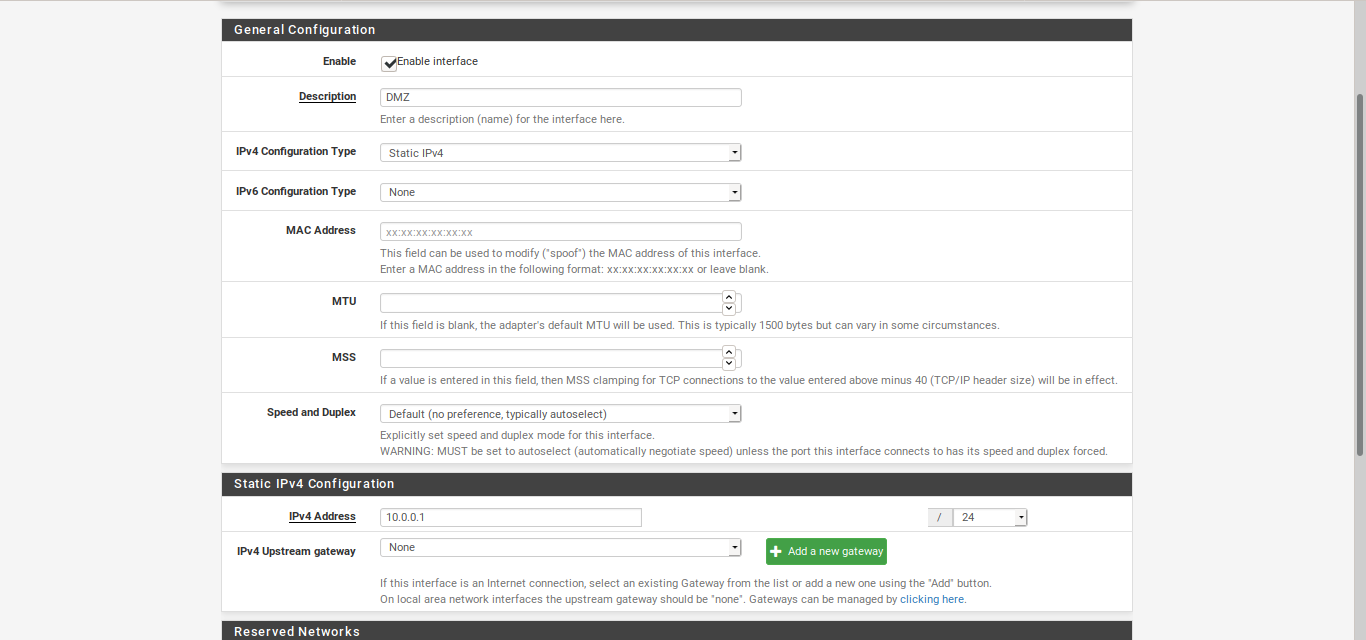 General Configuration
Enable
Enable interface
Description
DMZ
Enter a description (name) for the interface here.
IPv4 Configuration Type
Static IPv4
IPv6 Configuration Type
None
MAC Address
xx:xx:xx:xx:xx:xx
This field can be used to modify ("spoof") the MAC address of this interface.
Enter a MAC address in the following format: xx:xx:xx:xx:xx:xx or leave blank.
MTU
If this field is blank, the adapter's default MTU will be used. This is typically 1500 bytes but can vary in some circumstances.
MSS
If a value is entered in this field, then MSS clamping for TCP connections to the value entered above minus 40 (TCP/IP header size) will be in effect.
Speed and Duplex
Default (no preference, typically autoselect)
Explicitly set speed and duplex mode for this interface.
WARNING: MUST be set to autoselect (automatically negotiate speed) unless the port this interface connects to has its speed and duplex forced.
Static IPv4 Configuration
IPv4 Address
10.0.0.1
/ 24
IPv4 Upstream gateway
None
Add a new gateway
If this interface is an Internet connection, select an existing Gateway from the list or add a new one using the "Add" button.
On local area network interfaces the upstream gateway should be "none". Gateways can be managed by clicking here.
Reserved Networks